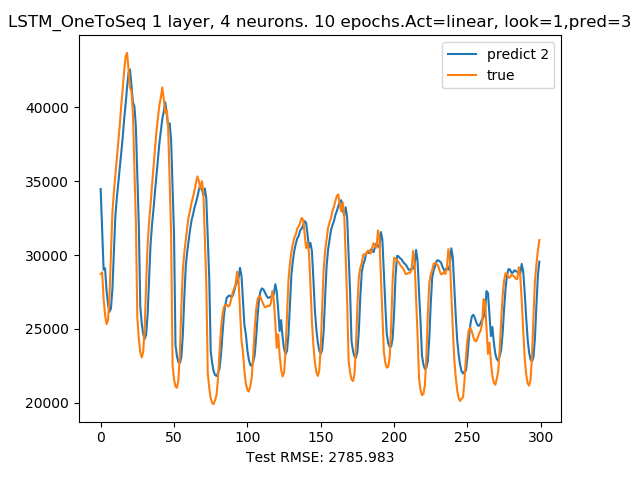 LSTM_OneToSeq 1 layer, 4 neurons. 10 epochs.Act=linear, look=1,pred=3
predict 2
true
40000
35000
30000
25000
20000
0 50 100 150 200 250 300
Test RMSE: 2785.983